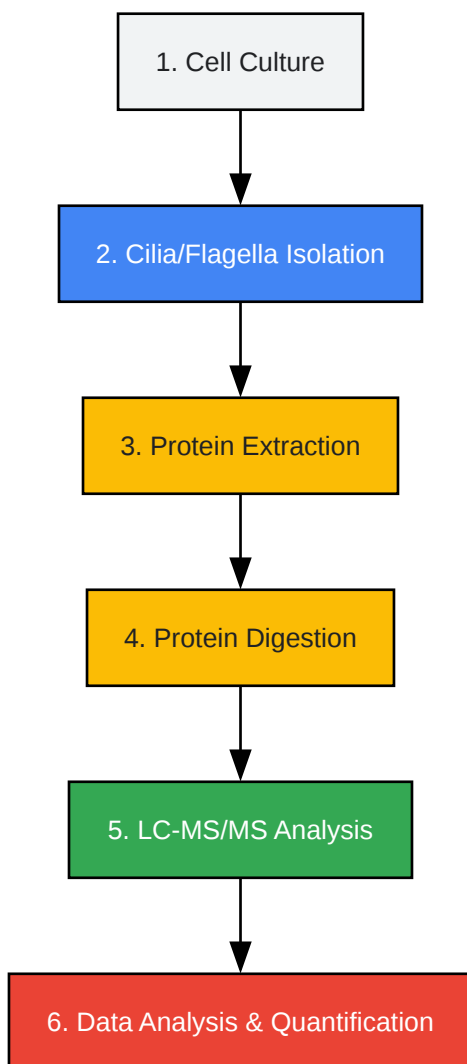 1. Cell Culture
2. Cilia/Flagella Isolation
3. Protein Extraction
4. Protein Digestion
5. LC-MS/MS Analysis
6. Data Analysis & Quantification